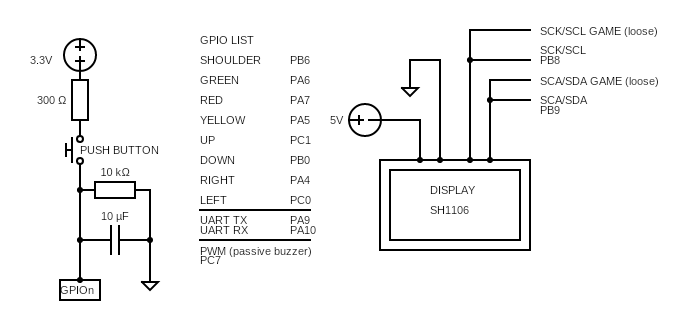 3.3V
300 Ω
PUSH BUTTON
10 kΩ
10 µF
GPIOn
GPIO LIST
SHOULDER PB6
GREEN PA6
RED PA7
YELLOW PA5
UP PC1
DOWN PB0
RIGHT PA4
LEFT PC0
UART TX PA9
UART RX PA10
PWM (passive buzzer)
PC7
5V
SCK/SCL GAME (loose)
SCK/SCL
PB8
SCA/SDA GAME (loose)
SCA/SDA
PB9
DISPLAY
SH1106